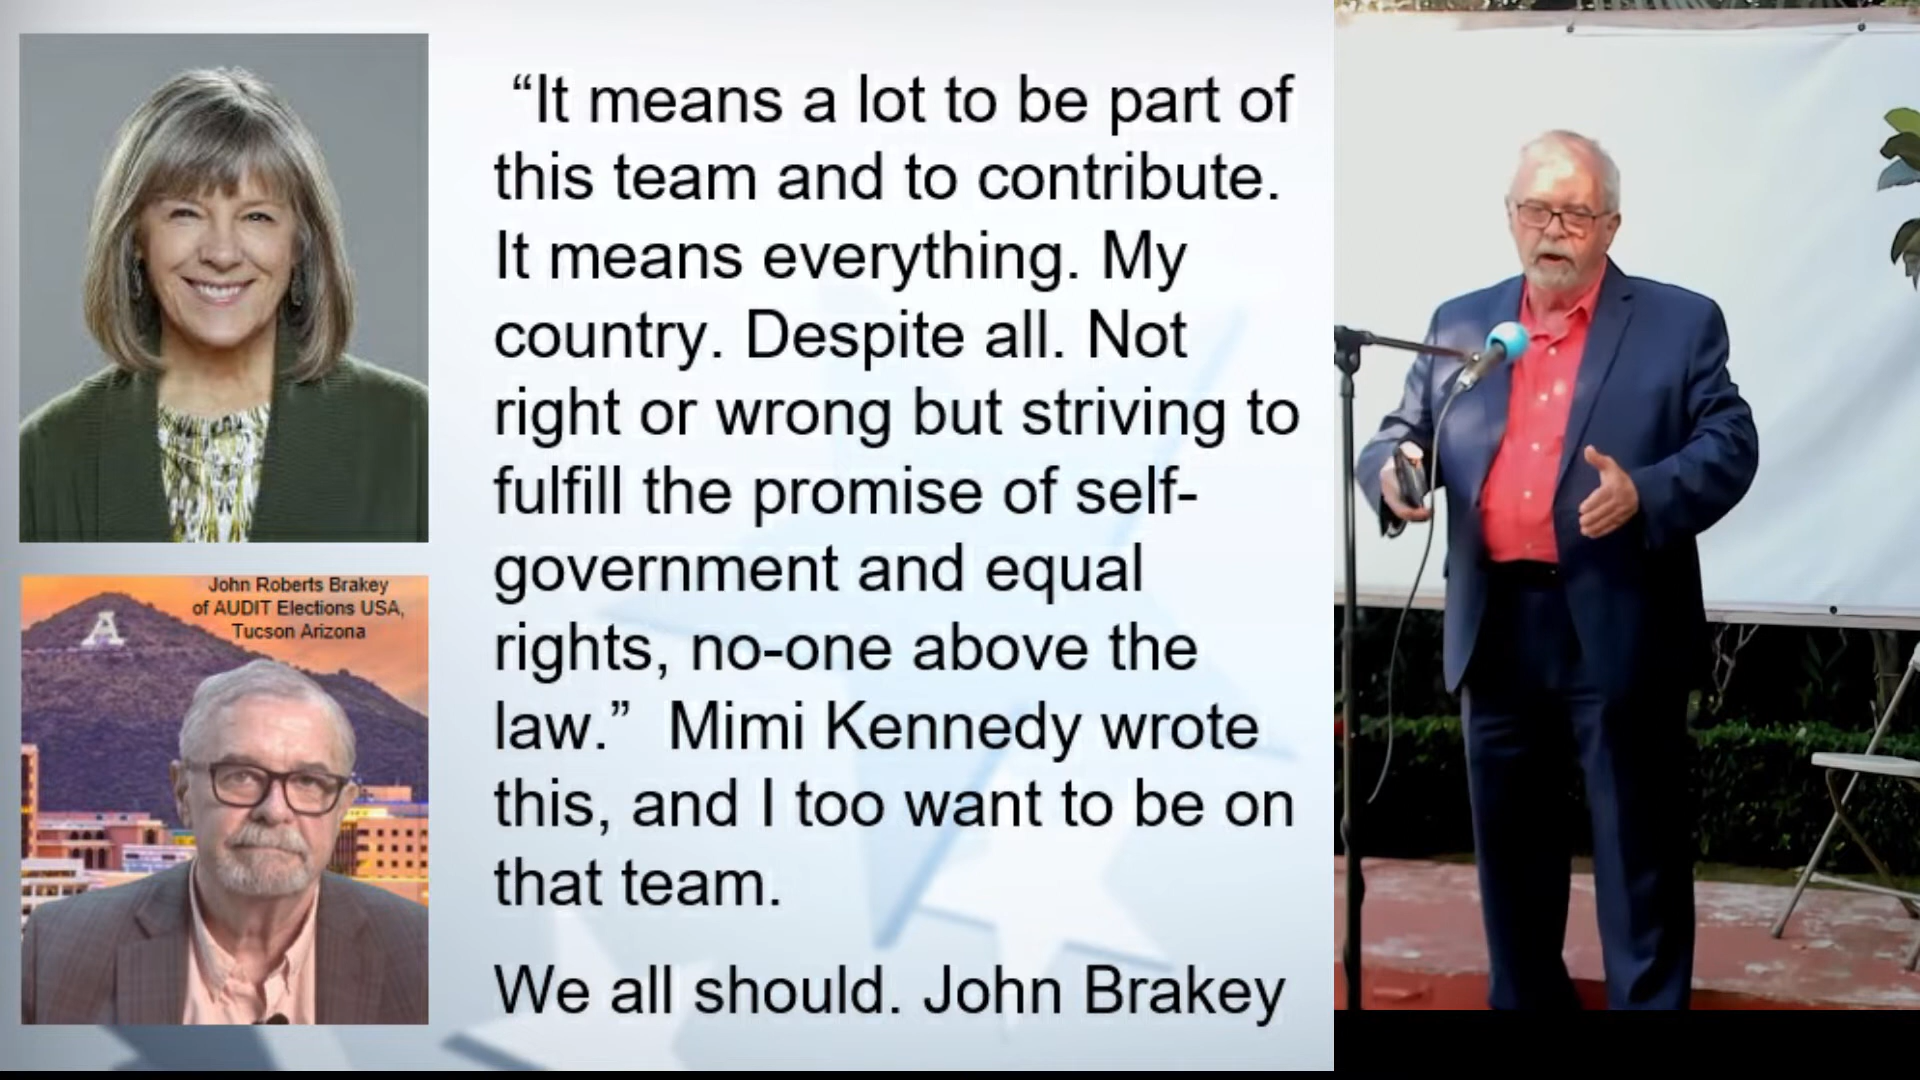 “It means a lot to be part of
this team and to contribute.
It means everything. My
country. Despite all. Not
right or wrong but striving to
fulfill the promise of self-
government and equal
rights, no-one above the
law.”  Mimi Kennedy wrote
this, and I too want to be on
that team.
We all should. John Brakey
John Roberts Brakey
of AUDIT Elections USA,
Tucson Arizona
A